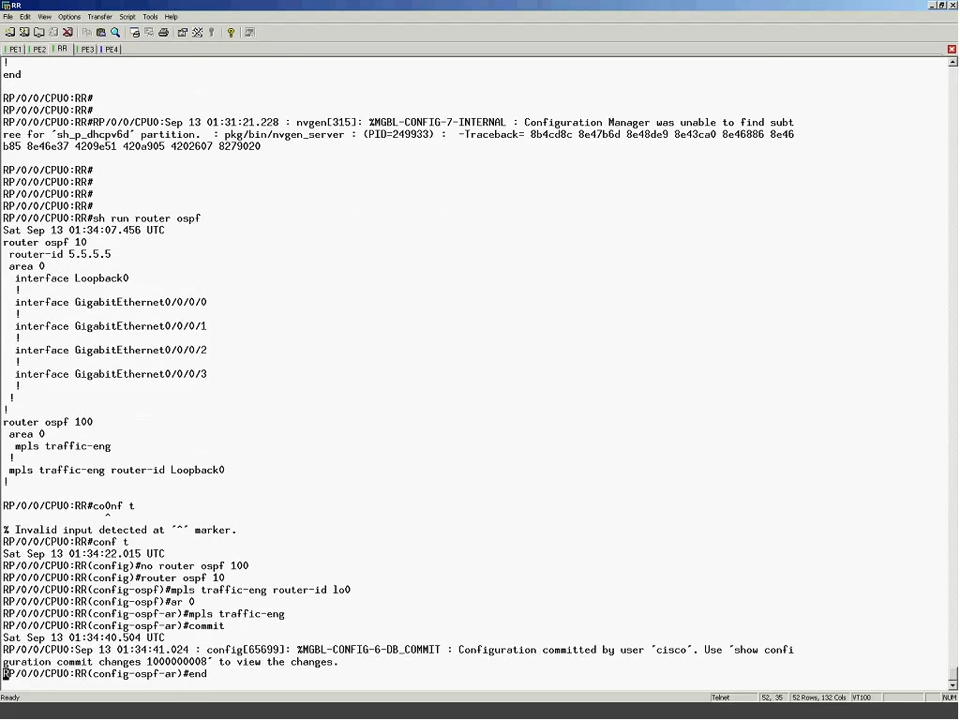 RR
File Edit View Options Transfer Script Tools Help
PE1 PE2 RR PE3 PE4
!
end
RP/0/0/CPU0:RR#
RP/0/0/CPU0:RR#
RP/0/0/CPU0:RR#RP/0/0/CPU0:Sep 13 01:31:21.228 : nvgen[315]: %MGBL-CONFIG-7-INTERNAL : Configuration Manager was unable to find subt
ree for 'sh_p_dhcpv6d' partition.  : pkg/bin/nvgen_server : (PID=249933) :  -Traceback= 8b4cd8c 8e47b6d 8e48de9 8e43ca0 8e46886 8e46
b85 8e46e37 4209e51 420a905 4202607 8279020
RP/0/0/CPU0:RR#
RP/0/0/CPU0:RR#
RP/0/0/CPU0:RR#
RP/0/0/CPU0:RR#
RP/0/0/CPU0:RR#sh run router ospf
Sat Sep 13 01:34:07.456 UTC
router ospf 10
 router-id 5.5.5.5
 area 0
  interface Loopback0
  !
  interface GigabitEthernet0/0/0/0
  !
  interface GigabitEthernet0/0/0/1
  !
  interface GigabitEthernet0/0/0/2
  !
  interface GigabitEthernet0/0/0/3
  !
 !
!
router ospf 100
 area 0
  mpls traffic-eng
 !
 mpls traffic-eng router-id Loopback0
!
RP/0/0/CPU0:RR#co0nf t
                 ^
% Invalid input detected at '^' marker.
RP/0/0/CPU0:RR#conf t
Sat Sep 13 01:34:22.015 UTC
RP/0/0/CPU0:RR(config)#no router ospf 100
RP/0/0/CPU0:RR(config)#router ospf 10
RP/0/0/CPU0:RR(config-ospf)#mpls traffic-eng router-id lo0
RP/0/0/CPU0:RR(config-ospf)#ar 0
RP/0/0/CPU0:RR(config-ospf-ar)#mpls traffic-eng
RP/0/0/CPU0:RR(config-ospf-ar)#commit
Sat Sep 13 01:34:40.504 UTC
RP/0/0/CPU0:Sep 13 01:34:41.024 : config[65699]: %MGBL-CONFIG-6-DB_COMMIT : Configuration committed by user 'cisco'. Use 'show confi
guration commit changes 1000000008' to view the changes.
RP/0/0/CPU0:RR(config-ospf-ar)#end
Ready Telnet 52, 35 52 Rows, 132 Cols VT100 NUM